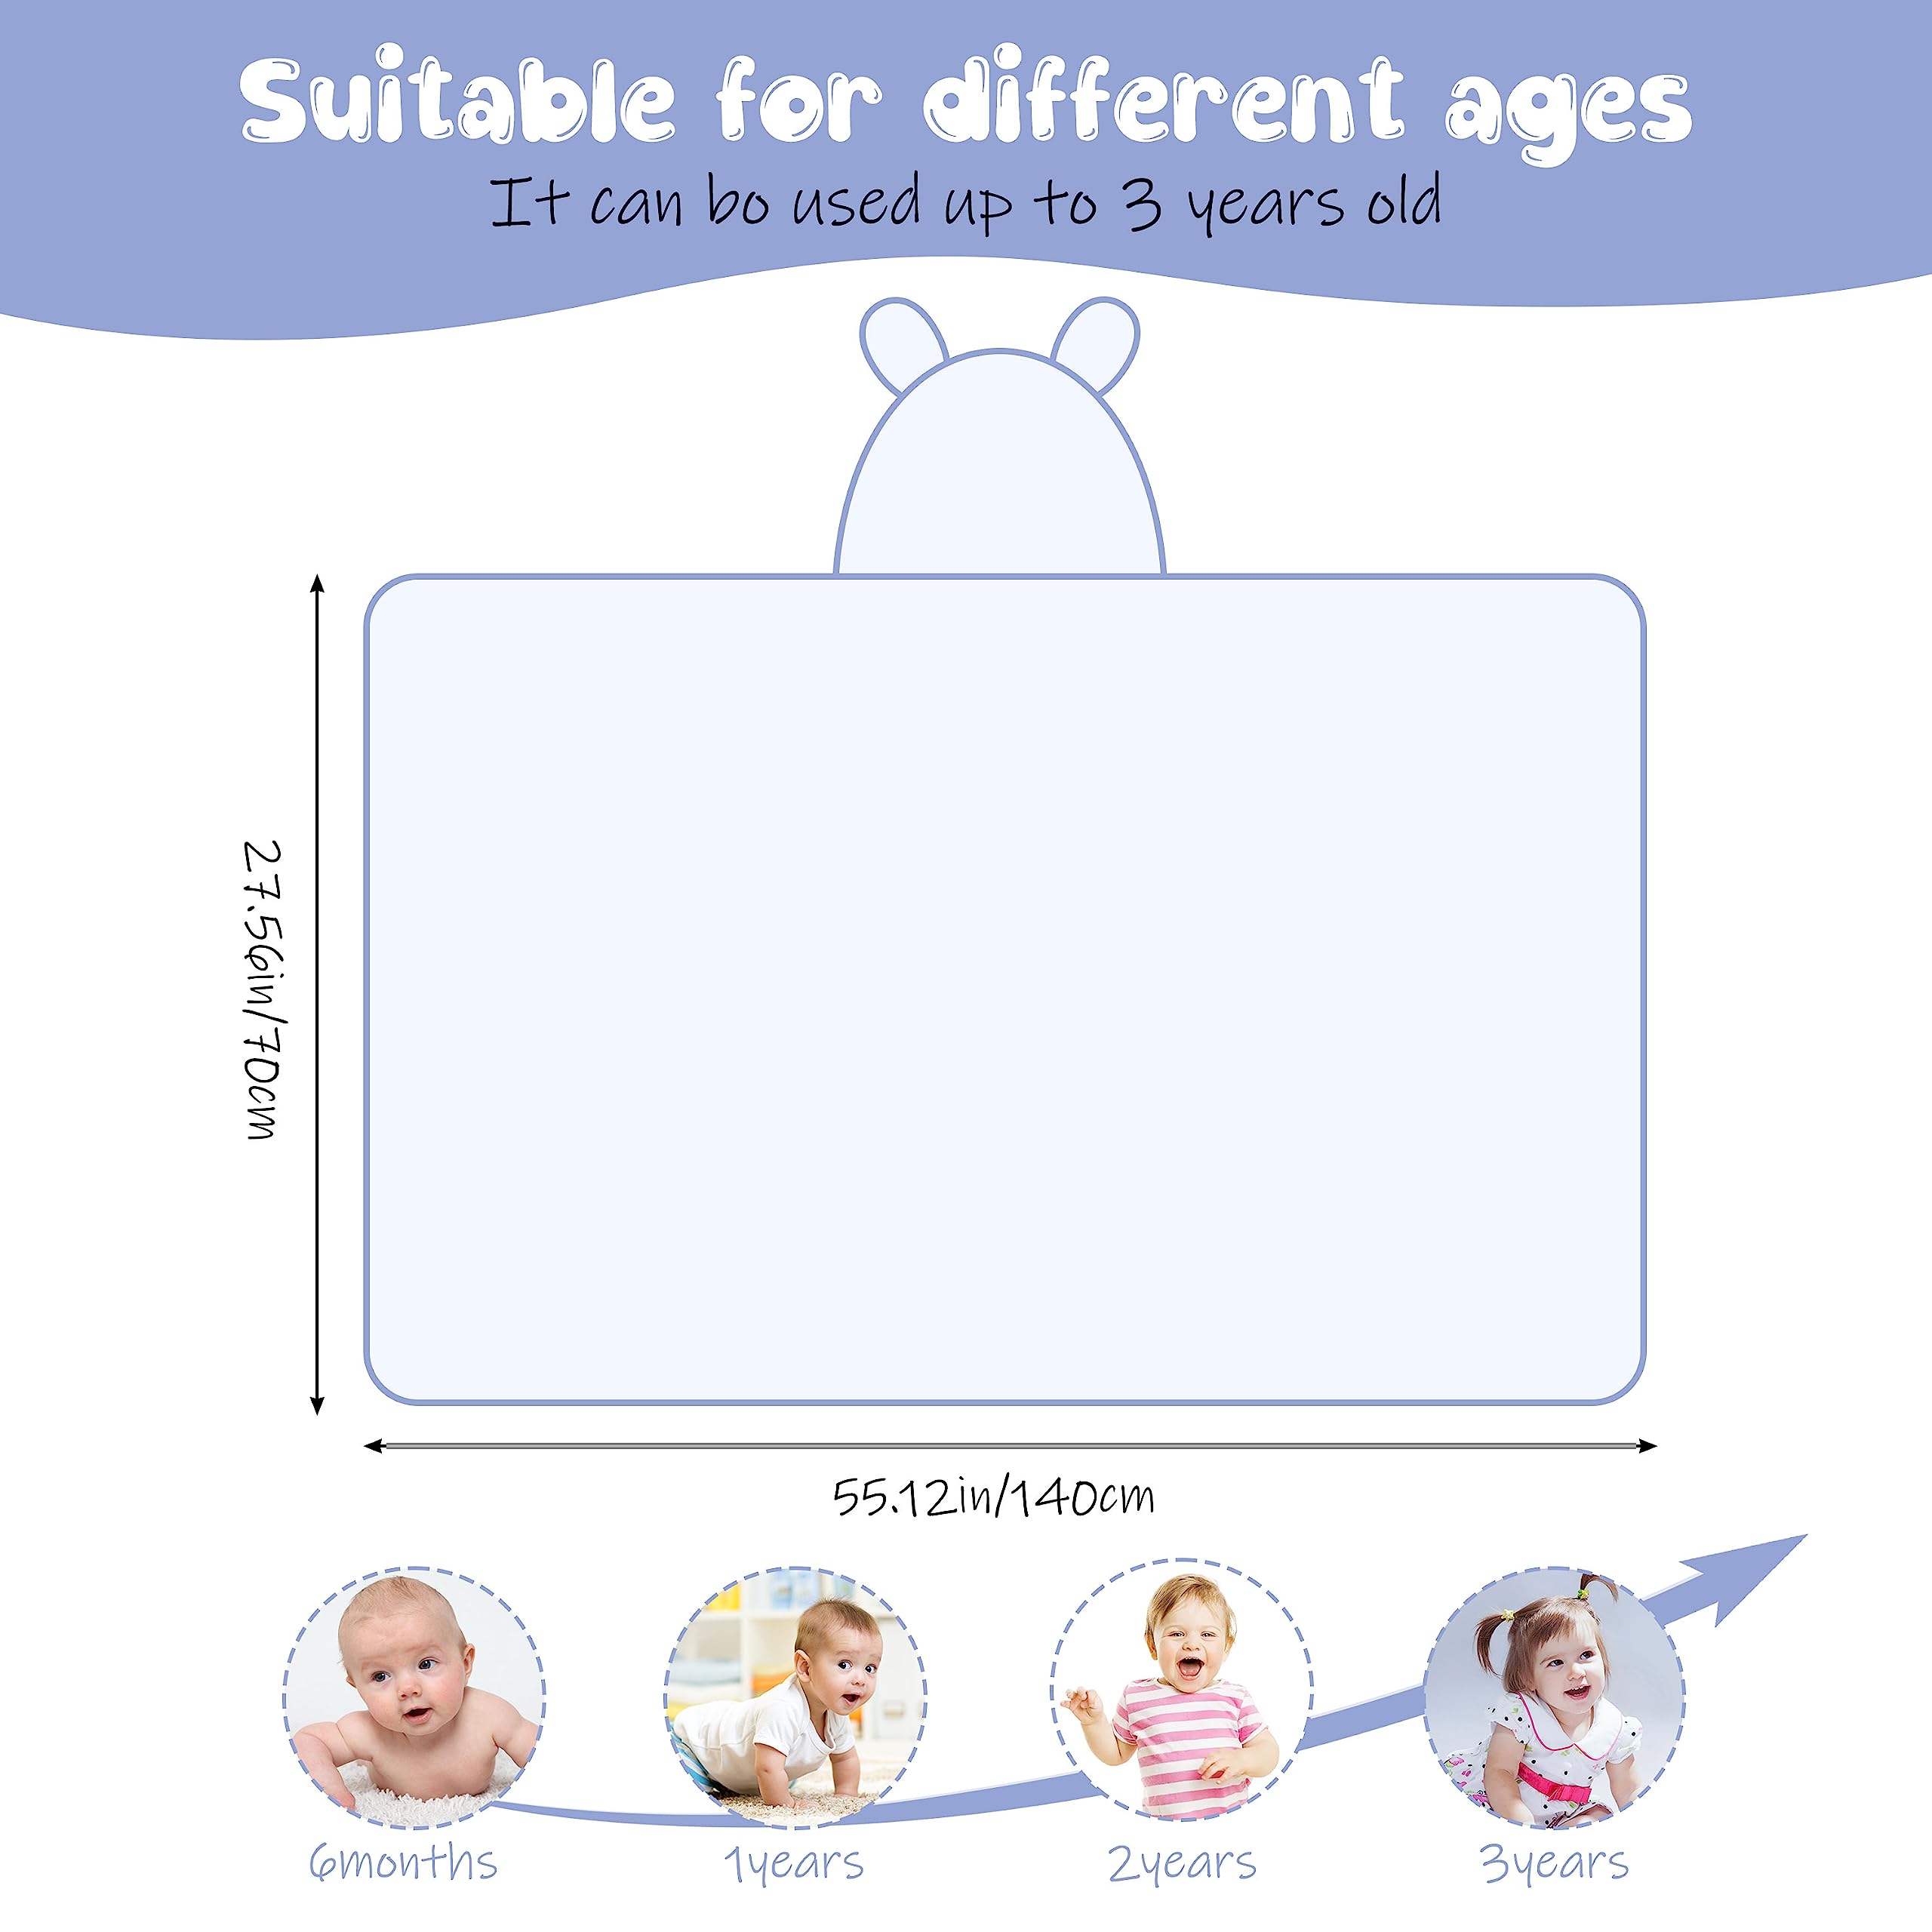 Suitable for different ages
It can bo used up to 3 years old
27.56in/70cm
55.12in/140cm
6months
1years
2years
3years